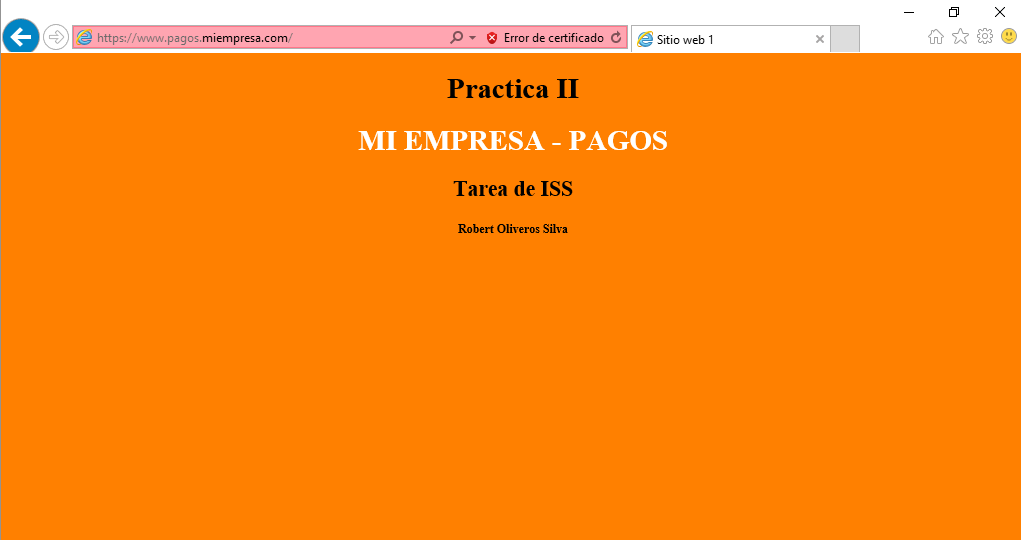 https://www.pagos.miempresa.com/
Error de certificado
Sitio web 1
Practica II
MI EMPRESA - PAGOS
Tarea de ISS
Robert Oliveros Silva